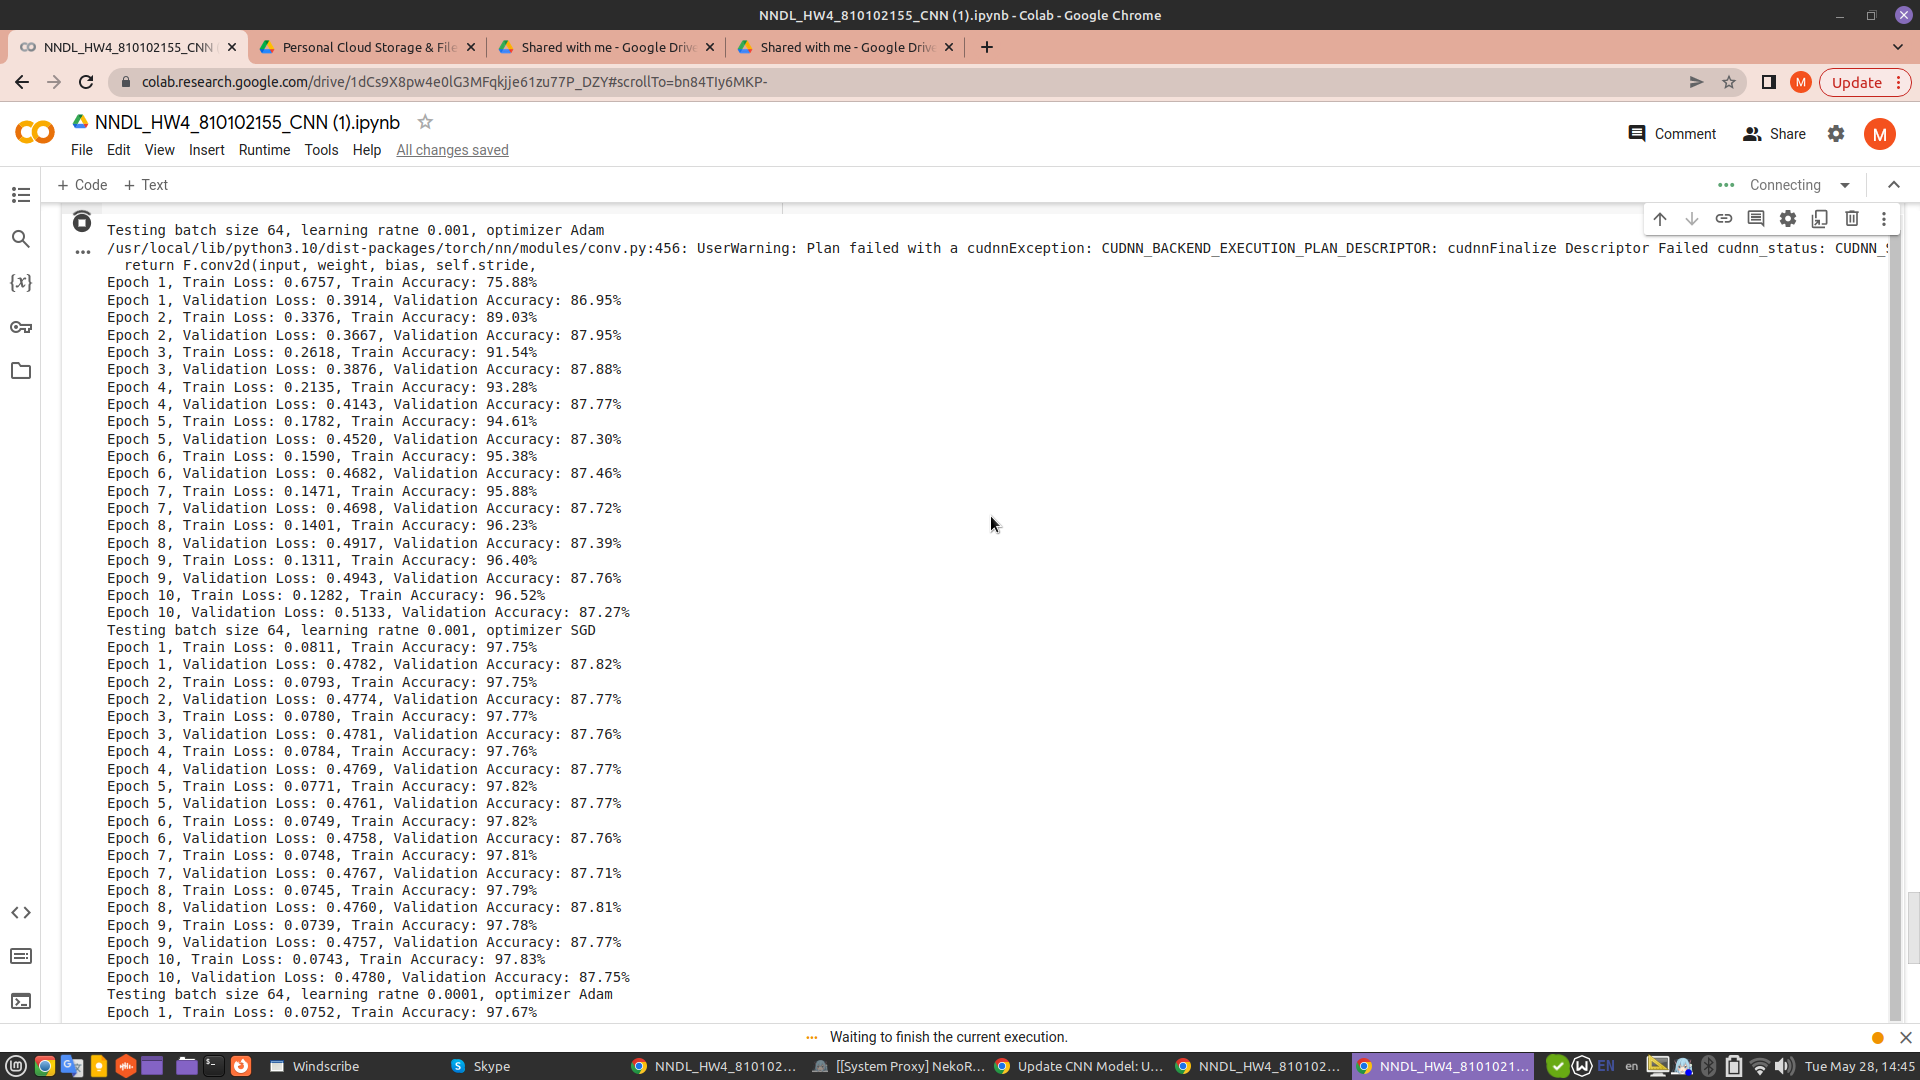 NNDL_HW4_810102155_CNN (1).ipynb - Colab - Google Chrome
NNDL_HW4_810102155_CNN
Personal Cloud Storage & File
Shared with me - Google Drive
Shared with me - Google Drive
colab.research.google.com/drive/1dCs9X8pw4e0lG3MFqkjje61zu77P_DZY#scrollTo=bn84TIy6MKP-
M
Update
CO
NNDL_HW4_810102155_CNN (1).ipynb
File Edit View Insert Runtime Tools Help All changes saved
Comment
Share
M
+ Code + Text
Connecting
Testing batch size 64, learning ratne 0.001, optimizer Adam
/usr/local/lib/python3.10/dist-packages/torch/nn/modules/conv.py:456: UserWarning: Plan failed with a cudnnException: CUDNN_BACKEND_EXECUTION_PLAN_DESCRIPTOR: cudnnFinalize Descriptor Failed cudnn_status: CUDNN_S
return F.conv2d(input, weight, bias, self.stride,
Epoch 1, Train Loss: 0.6757, Train Accuracy: 75.88%
Epoch 1, Validation Loss: 0.3914, Validation Accuracy: 86.95%
Epoch 2, Train Loss: 0.3376, Train Accuracy: 89.03%
Epoch 2, Validation Loss: 0.3667, Validation Accuracy: 87.95%
Epoch 3, Train Loss: 0.2618, Train Accuracy: 91.54%
Epoch 3, Validation Loss: 0.3876, Validation Accuracy: 87.88%
Epoch 4, Train Loss: 0.2135, Train Accuracy: 93.28%
Epoch 4, Validation Loss: 0.4143, Validation Accuracy: 87.77%
Epoch 5, Train Loss: 0.1782, Train Accuracy: 94.61%
Epoch 5, Validation Loss: 0.4520, Validation Accuracy: 87.30%
Epoch 6, Train Loss: 0.1590, Train Accuracy: 95.38%
Epoch 6, Validation Loss: 0.4682, Validation Accuracy: 87.46%
Epoch 7, Train Loss: 0.1471, Train Accuracy: 95.88%
Epoch 7, Validation Loss: 0.4698, Validation Accuracy: 87.72%
Epoch 8, Train Loss: 0.1401, Train Accuracy: 96.23%
Epoch 8, Validation Loss: 0.4917, Validation Accuracy: 87.39%
Epoch 9, Train Loss: 0.1311, Train Accuracy: 96.40%
Epoch 9, Validation Loss: 0.4943, Validation Accuracy: 87.76%
Epoch 10, Train Loss: 0.1282, Train Accuracy: 96.52%
Epoch 10, Validation Loss: 0.5133, Validation Accuracy: 87.27%
Testing batch size 64, learning ratne 0.001, optimizer SGD
Epoch 1, Train Loss: 0.0811, Train Accuracy: 97.75%
Epoch 1, Validation Loss: 0.4782, Validation Accuracy: 87.82%
Epoch 2, Train Loss: 0.0793, Train Accuracy: 97.75%
Epoch 2, Validation Loss: 0.4774, Validation Accuracy: 87.77%
Epoch 3, Train Loss: 0.0780, Train Accuracy: 97.77%
Epoch 3, Validation Loss: 0.4781, Validation Accuracy: 87.76%
Epoch 4, Train Loss: 0.0784, Train Accuracy: 97.76%
Epoch 4, Validation Loss: 0.4769, Validation Accuracy: 87.77%
Epoch 5, Train Loss: 0.0771, Train Accuracy: 97.82%
Epoch 5, Validation Loss: 0.4761, Validation Accuracy: 87.77%
Epoch 6, Train Loss: 0.0749, Train Accuracy: 97.82%
Epoch 6, Validation Loss: 0.4758, Validation Accuracy: 87.76%
Epoch 7, Train Loss: 0.0748, Train Accuracy: 97.81%
Epoch 7, Validation Loss: 0.4767, Validation Accuracy: 87.71%
Epoch 8, Train Loss: 0.0745, Train Accuracy: 97.79%
Epoch 8, Validation Loss: 0.4760, Validation Accuracy: 87.81%
Epoch 9, Train Loss: 0.0739, Train Accuracy: 97.78%
Epoch 9, Validation Loss: 0.4757, Validation Accuracy: 87.77%
Epoch 10, Train Loss: 0.0743, Train Accuracy: 97.83%
Epoch 10, Validation Loss: 0.4780, Validation Accuracy: 87.75%
Testing batch size 64, learning ratne 0.0001, optimizer Adam
Epoch 1, Train Loss: 0.0752, Train Accuracy: 97.67%
Waiting to finish the current execution.
Windscribe
Skype
NNDL_HW4_810102...
[[System Proxy] NekoR...
Update CNN Model: U...
NNDL_HW4_810102...
NNDL_HW4_8101021...
EN
en
Tue May 28, 14:45